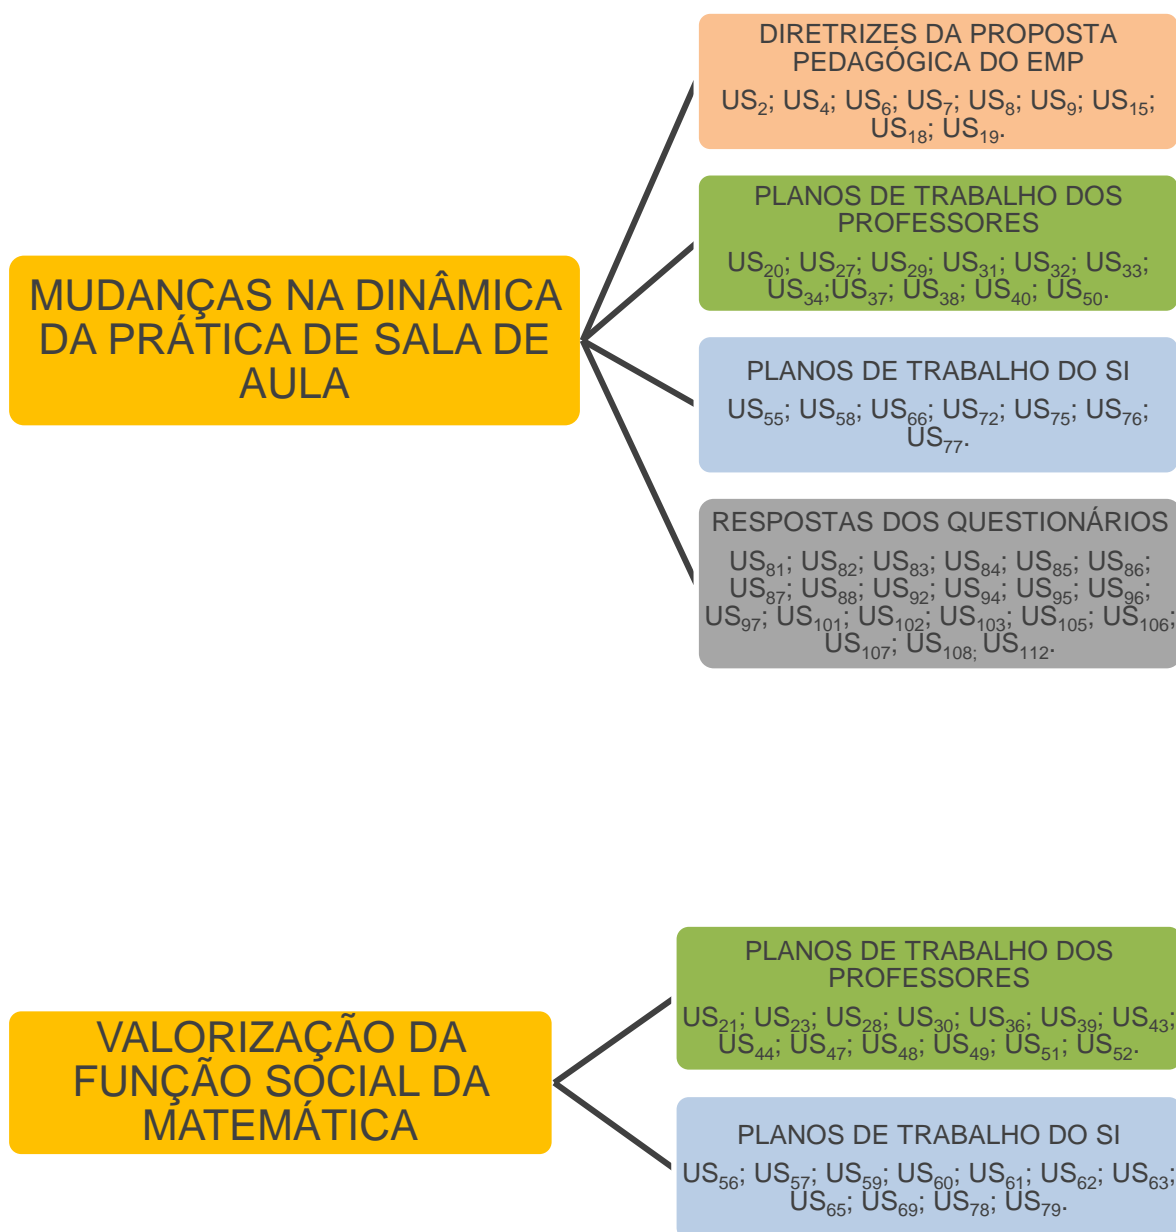 DIRETRIZES DA PROPOSTA
PEDAGÓGICA DO EMP
US2; US4; US6; US7; US8; US9; US15;
US18; US19.
PLANOS DE TRABALHO DOS
PROFESSORES
US20; US27; US29; US31; US32; US33;
US34;US37; US38; US40; US50.
MUDANÇAS NA DINÂMICA
DA PRÁTICA DE SALA DE
AULA
PLANOS DE TRABALHO DO SI
US55; US58; US66; US72; US75; US76;
US77.
RESPOSTAS DOS QUESTIONÁRIOS
US81; US82; US83; US84; US85; US86;
US87; US88; US92; US94; US95; US96;
US97; US101; US102; US103; US105; US106;
US107; US108; US112.
PLANOS DE TRABALHO DOS
PROFESSORES
US21; US23; US28; US30; US36; US39; US43;
US44; US47; US48; US49; US51; US52.
VALORIZAÇÃO DA
FUNÇÃO SOCIAL DA
MATEMÁTICA
PLANOS DE TRABALHO DO SI
US56; US57; US59; US60; US61; US62; US63;
US65; US69; US78; US79.